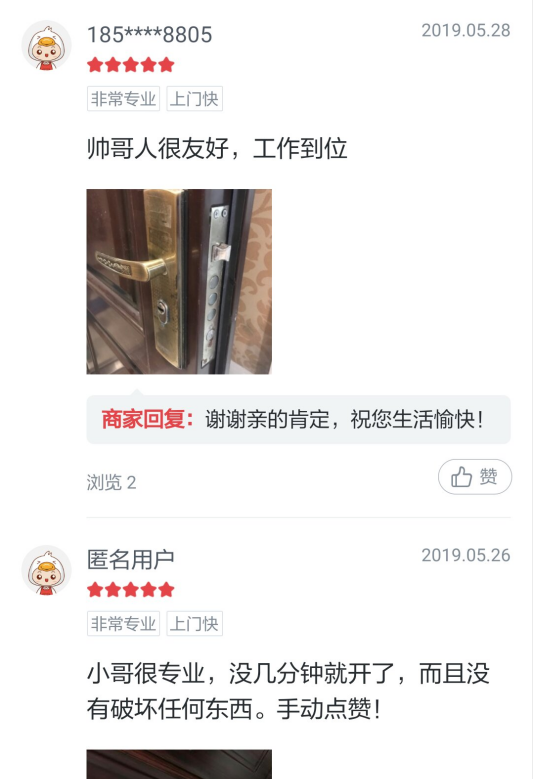 185****8805
2019.05.28
非常专业 上门快
帅哥人很友好，工作到位
商家回复：谢谢亲的肯定，祝您生活愉快！
浏览 2
赞
匿名用户
2019.05.26
非常专业 上门快
小哥很专业，没几分钟就开了，而且没
有破坏任何东西。手动点赞！